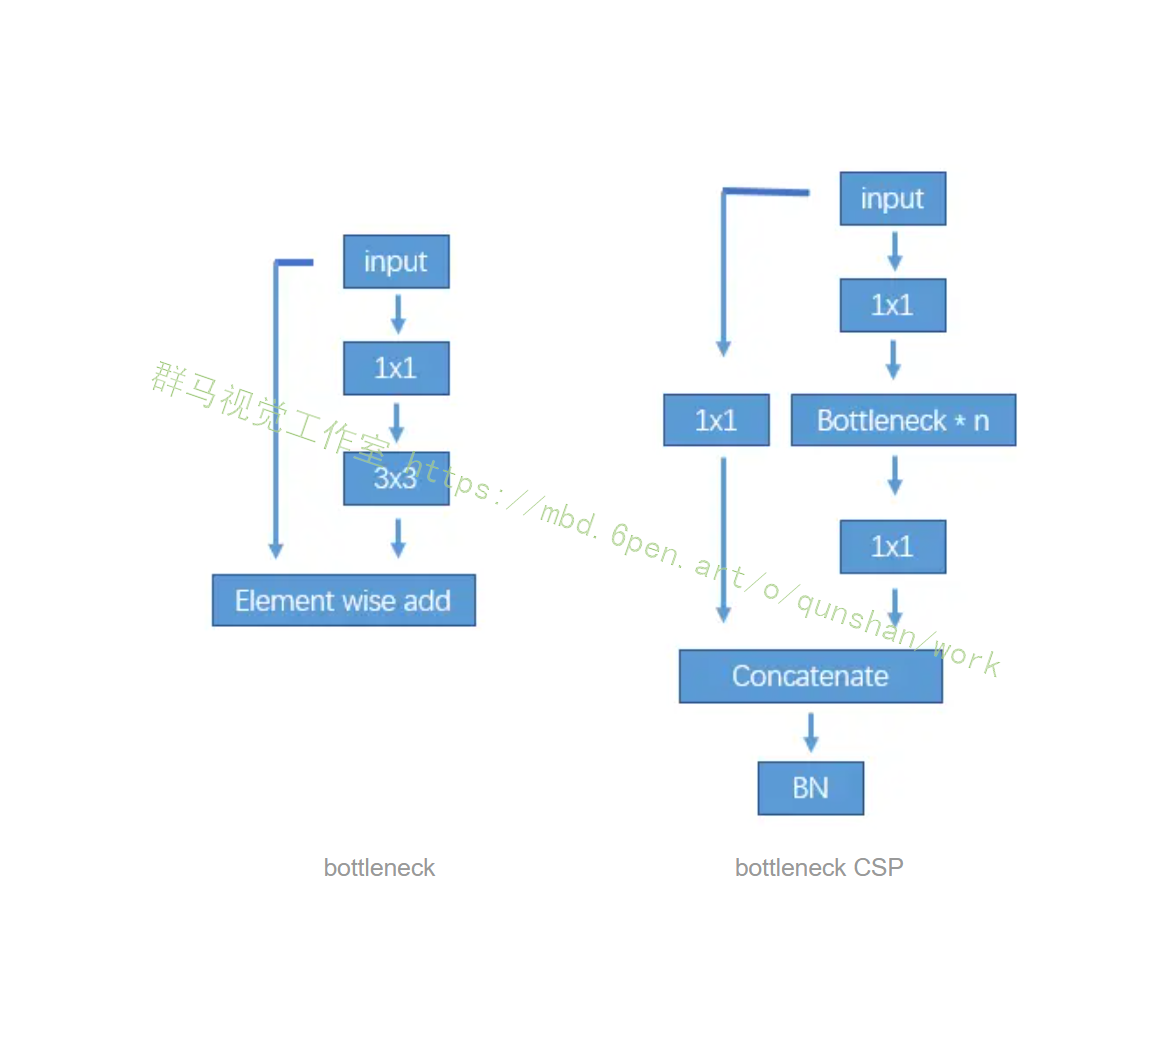 input
1x1
3x3
Element wise add
bottleneck
input
1x1
1x1
Bottleneck * n
1x1
Concatenate
BN
bottleneck CSP
群马视觉工作室 https://mbd.6pen.art/o/qunshan/work